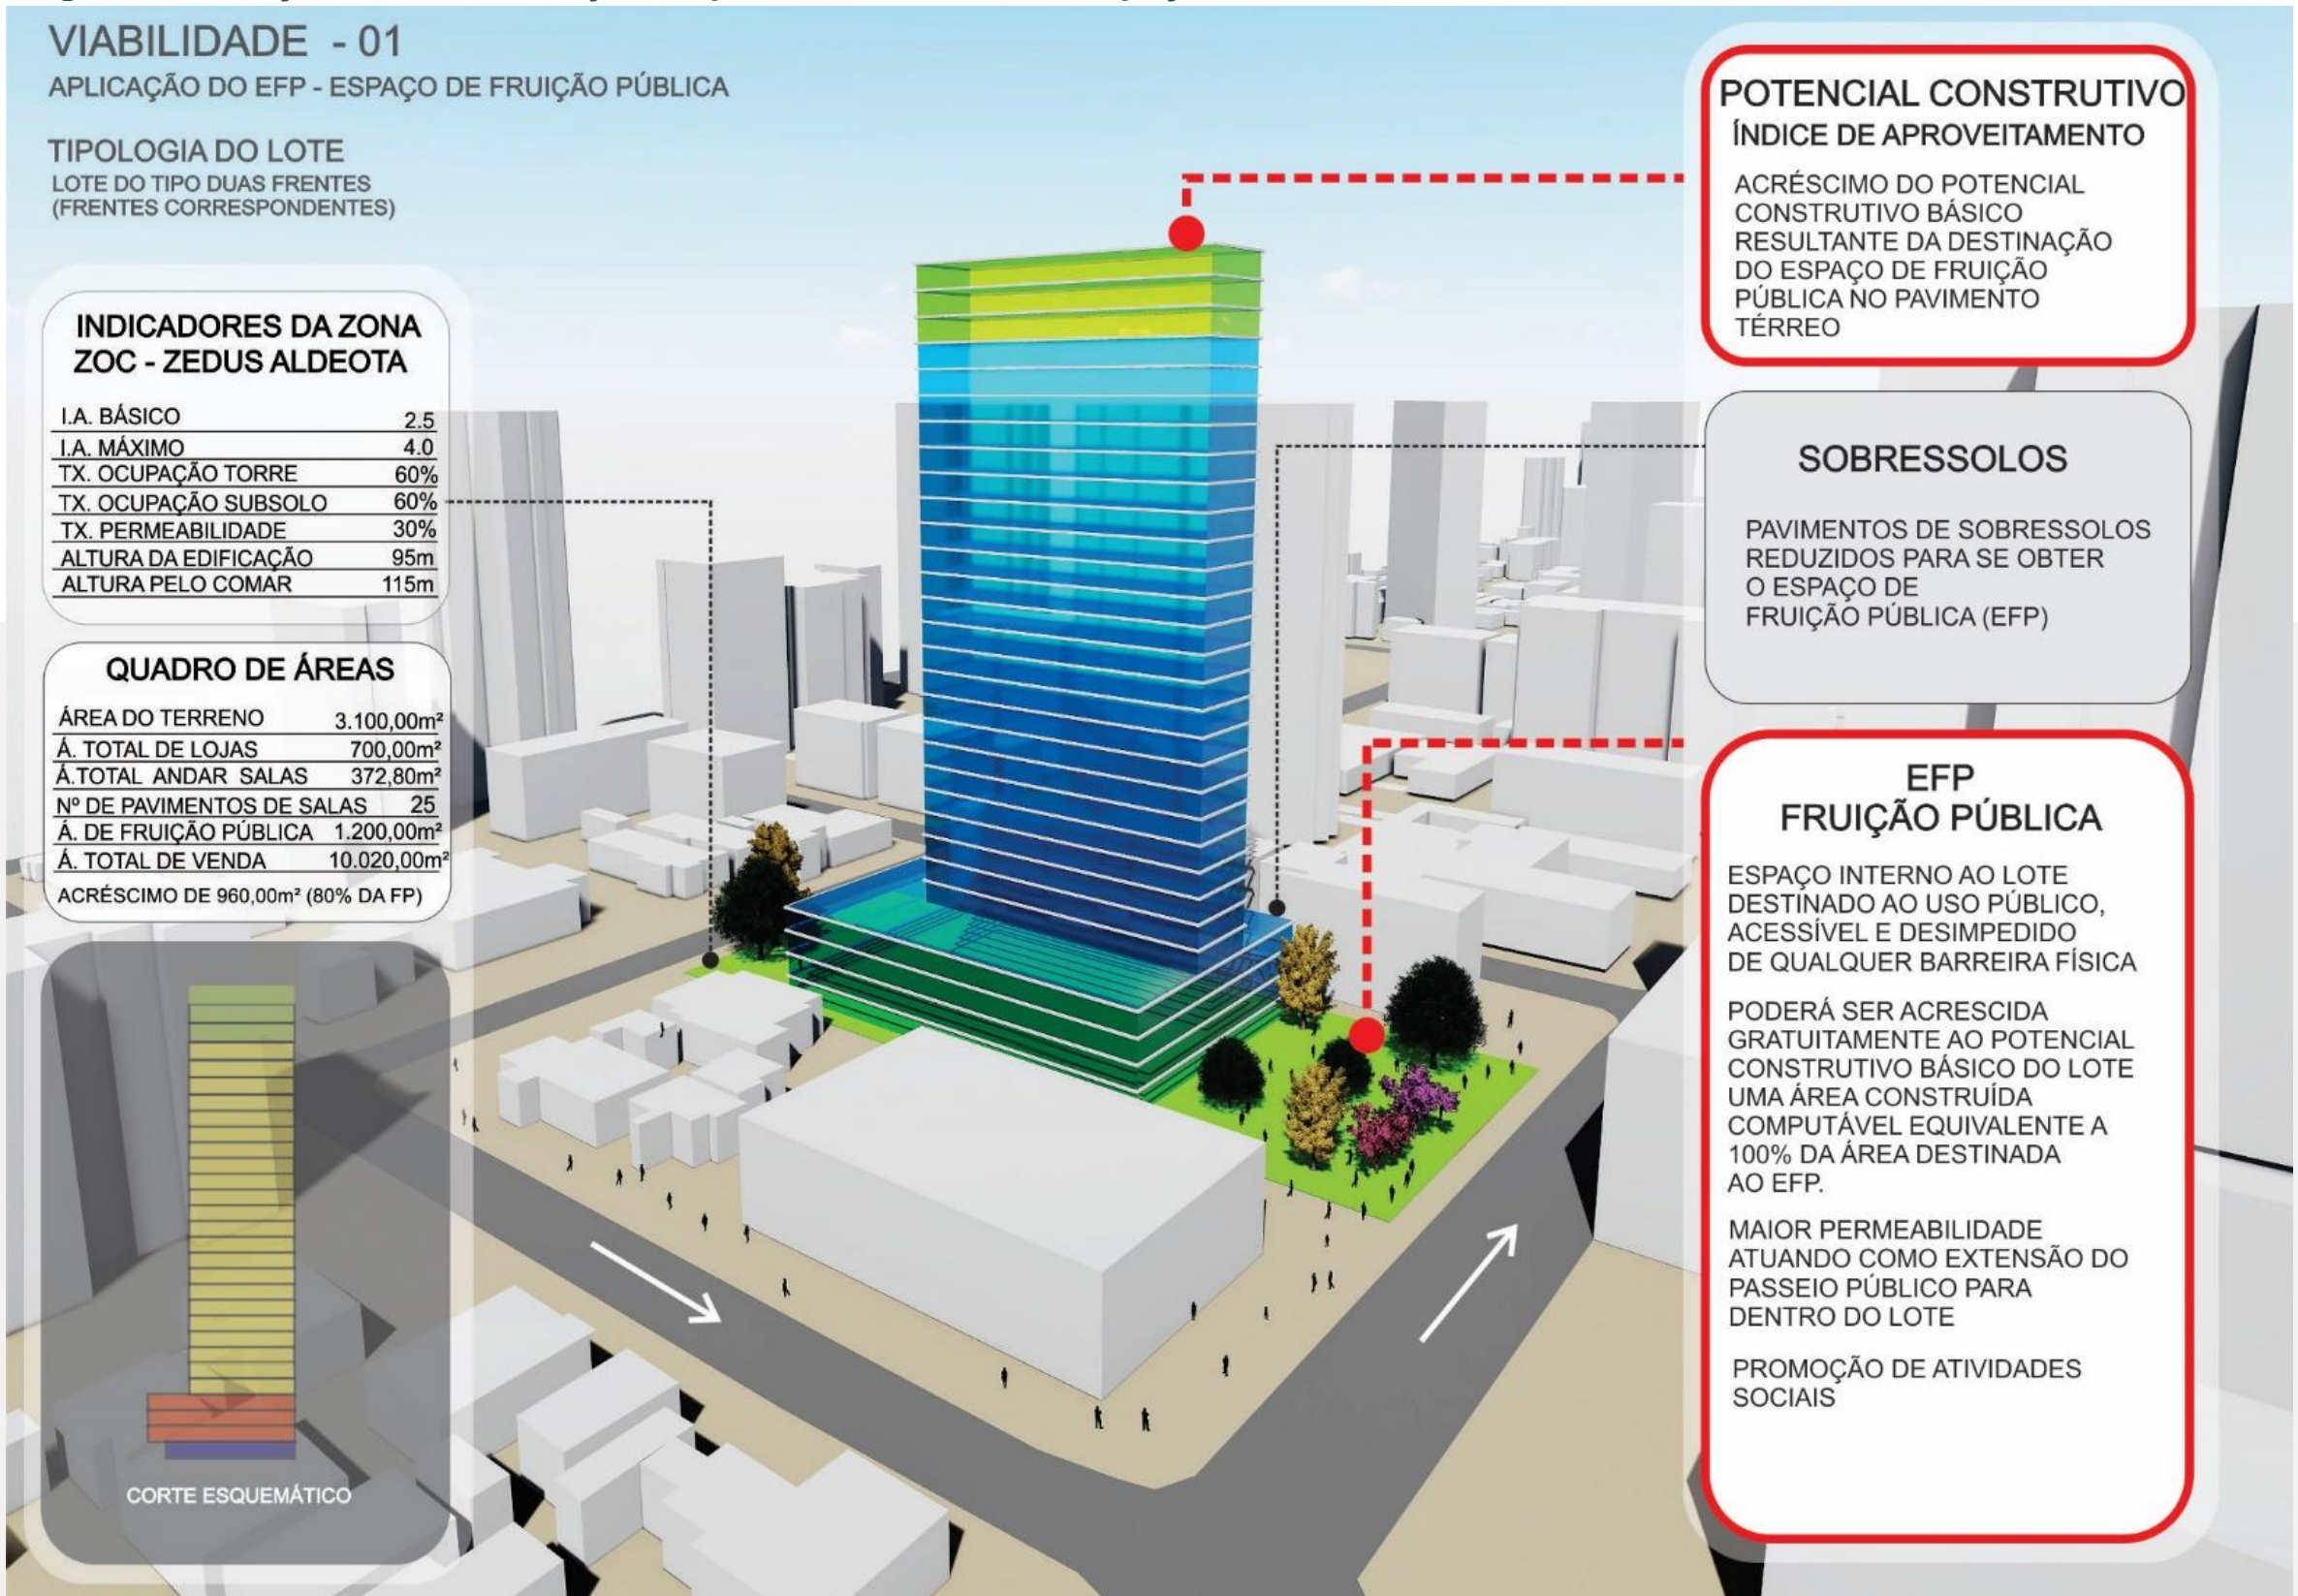 VIABILIDADE - 01
APLICAÇÃO DO EFP - ESPAÇO DE FRUIÇÃO PÚBLICA
TIPOLOGIA DO LOTE
LOTE DO TIPO DUAS FRENTES
(FRENTES CORRESPONDENTES)
INDICADORES DA ZONA
ZOC - ZEDUS ALDEOTA
I.A. BÁSICO 2.5
I.A. MÁXIMO 4.0
TX. OCUPAÇÃO TORRE 60%
TX. OCUPAÇÃO SUBSOLO 60%
TX. PERMEABILIDADE 30%
ALTURA DA EDIFICAÇÃO 95m
ALTURA PELO COMAR 115m
QUADRO DE ÁREAS
ÁREA DO TERRENO 3.100,00m²
Á. TOTAL DE LOJAS 700,00m²
Á.TOTAL ANDAR SALAS 372,80m²
Nº DE PAVIMENTOS DE SALAS 25
Á. DE FRUIÇÃO PÚBLICA 1.200,00m²
Á. TOTAL DE VENDA 10.020,00m²
ACRÉSCIMO DE 960,00m² (80% DA FP)
CORTE ESQUEMÁTICO
POTENCIAL CONSTRUTIVO
ÍNDICE DE APROVEITAMENTO
ACRÉSCIMO DO POTENCIAL
CONSTRUTIVO BÁSICO
RESULTANTE DA DESTINAÇÃO
DO ESPAÇO DE FRUIÇÃO
PÚBLICA NO PAVIMENTO
TÉRREO
SOBRESSOLOS
PAVIMENTOS DE SOBRESSOLOS
REDUZIDOS PARA SE OBTER
O ESPAÇO DE
FRUIÇÃO PÚBLICA (EFP)
EFP
FRUIÇÃO PÚBLICA
ESPAÇO INTERNO AO LOTE
DESTINADO AO USO PÚBLICO,
ACESSÍVEL E DESIMPEDIDO
DE QUALQUER BARREIRA FÍSICA
PODERÁ SER ACRESCIDA
GRATUITAMENTE AO POTENCIAL
CONSTRUTIVO BÁSICO DO LOTE
UMA ÁREA CONSTRUÍDA
COMPUTÁVEL EQUIVALENTE A
100% DA ÁREA DESTINADA
AO EFP.
MAIOR PERMEABILIDADE
ATUANDO COMO EXTENSÃO DO
PASSEIO PÚBLICO PARA
DENTRO DO LOTE
PROMOÇÃO DE ATIVIDADES
SOCIAIS